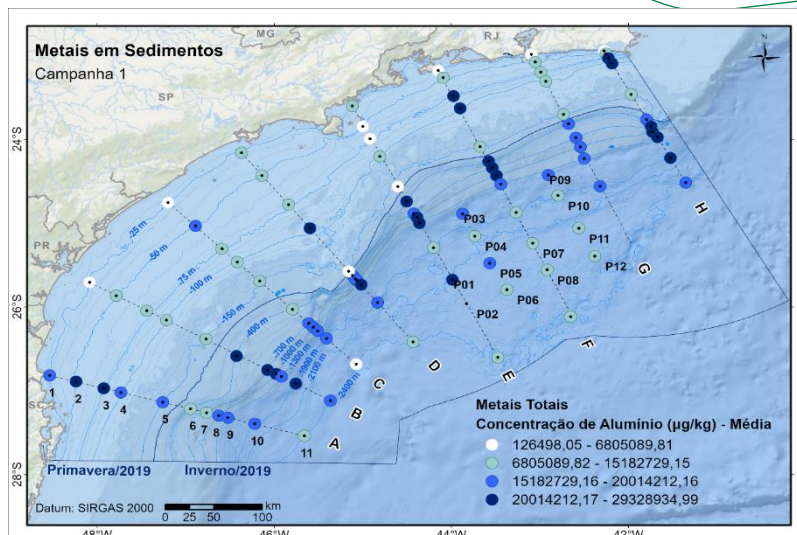 Metais em Sedimentos
Campanha 1
MG
RJ
SP
PR
SC
24°S
26°S
28°S
-25 m
-50 m
-75 m
-100 m
-150 m
-400 m
-700 m
-1000 m
-1300 m
-1900 m
2100 m
-2400 m
P09
P10
P03
P11
P04
P07
P12
P05
P08
P01
P06
P02
H
G
F
E
D
C
B
A
1
2
3
4
5
6
7
8
9
10
11
Primavera/2019
Inverno/2019
Metais Totais
Concentração de Alumínio (µg/kg) - Média
126498,05 - 6805089,81
6805089,82 - 15182729,15
15182729,16 - 20014212,16
20014212,17 - 29328934,99
Datum: SIRGAS 2000
km
0 25 50 100
48°W
46°W
44°W
42°W